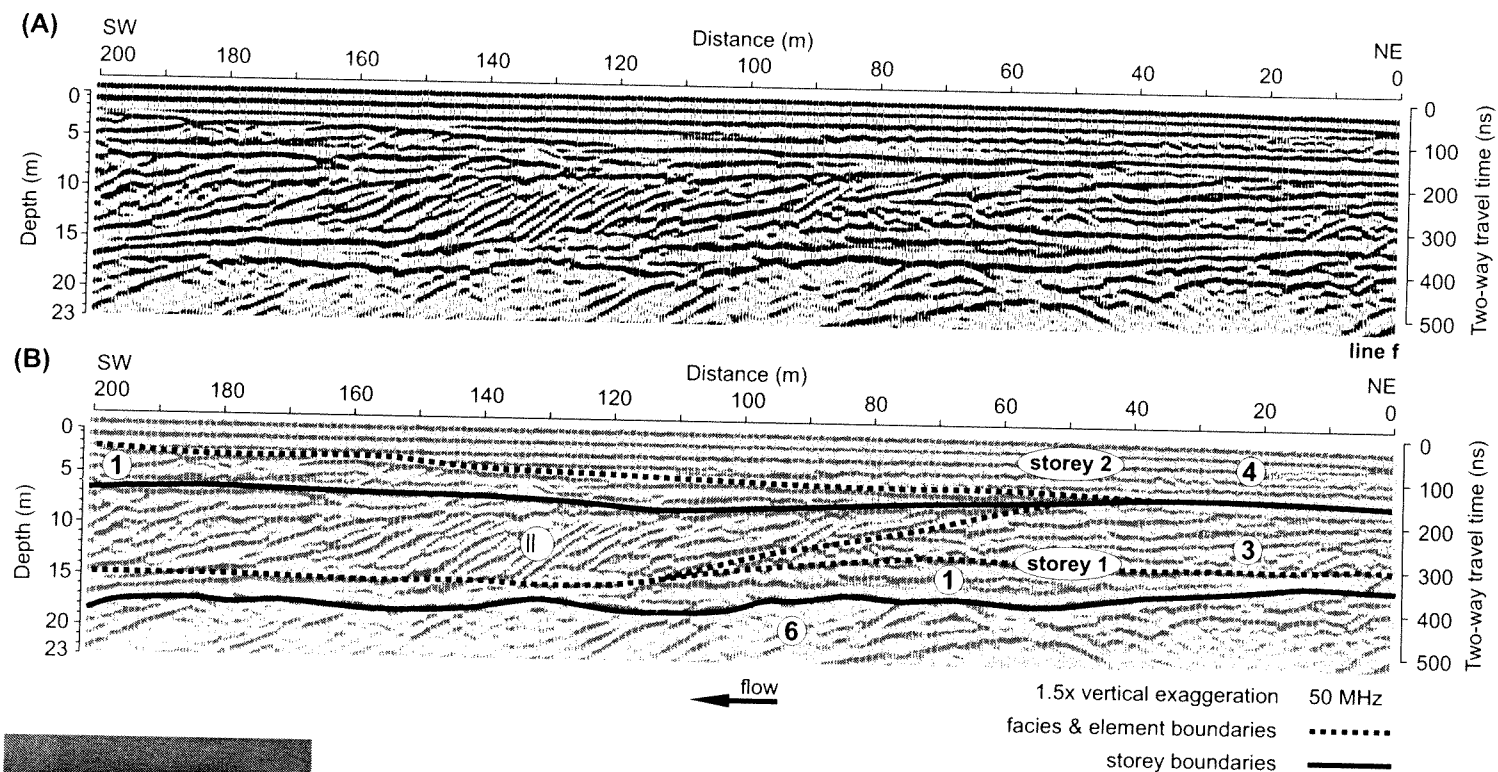 (A)
SW
Distance (m)
NE
200 180 160 140 120 100 80 60 40 20 0
Depth (m)
0
5
10
15
20
23
Two-way travel time (ns)
0
100
200
300
400
500
line f
(B)
SW
Distance (m)
NE
200 180 160 140 120 100 80 60 40 20 0
Depth (m)
0
5
10
15
20
23
Two-way travel time (ns)
0
100
200
300
400
500
1
storey 2
4
||
storey 1
3
1
6
flow
1.5x vertical exaggeration 50 MHz
facies & element boundaries
storey boundaries